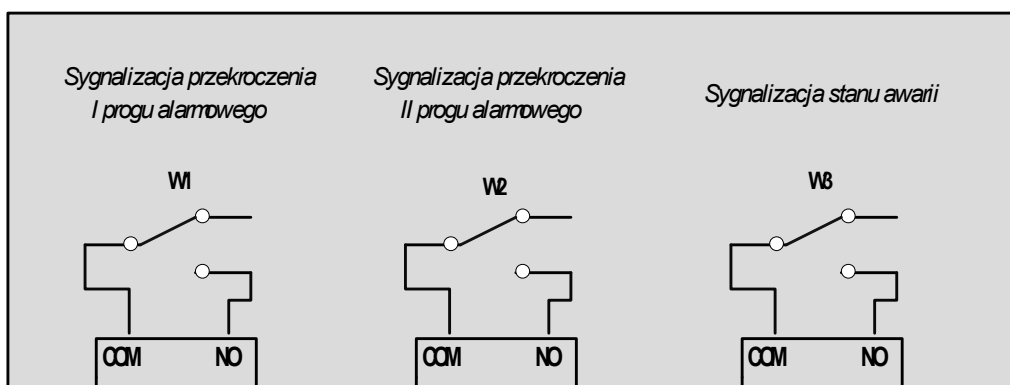 Sygnalizacja przekroczenia
I progu alarmowego
Sygnalizacja przekroczenia
II progu alarmowego
Sygnalizacja stanu awarii
W1
W2
W3
COM NO
COM NO
COM NO